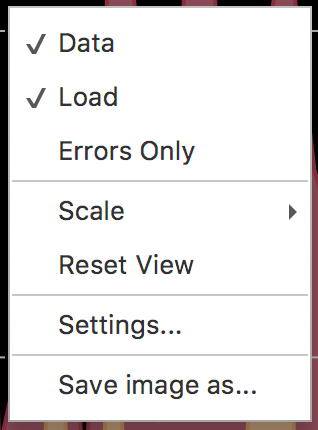 Data
Load
Errors Only
Scale
Reset View
Settings...
Save image as...